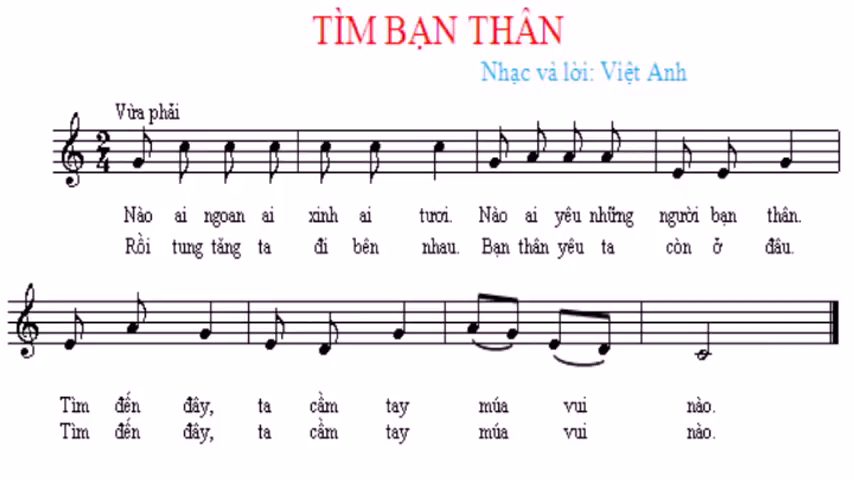 TÌM BẠN THÂN
Nhạc và lời: Việt Anh
Vừa phải
2
4
Nào ai ngoan ai xinh ai tươi. Nào ai yêu những người bạn thân.
Rồi tung tăng ta đi bên nhau. Bạn thân yêu ta còn ở đâu.
Tìm đến đây, ta cầm tay múa vui nào.
Tìm đến đây, ta cầm tay múa vui nào.